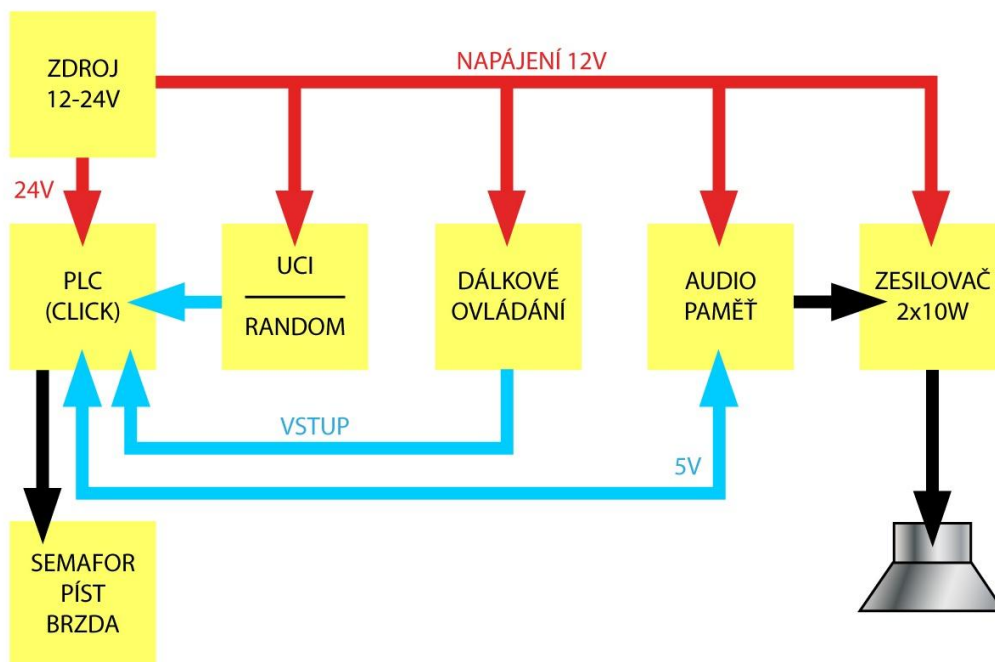 ZDROJ
12-24V
NAPÁJENÍ 12V
24V
PLC
(CLICK)
UCI
RANDOM
DÁLKOVÉ
OVLÁDÁNÍ
AUDIO
PAMĚŤ
ZESILOVAČ
2x10W
VSTUP
5V
SEMAFOR
PÍST
BRZDA